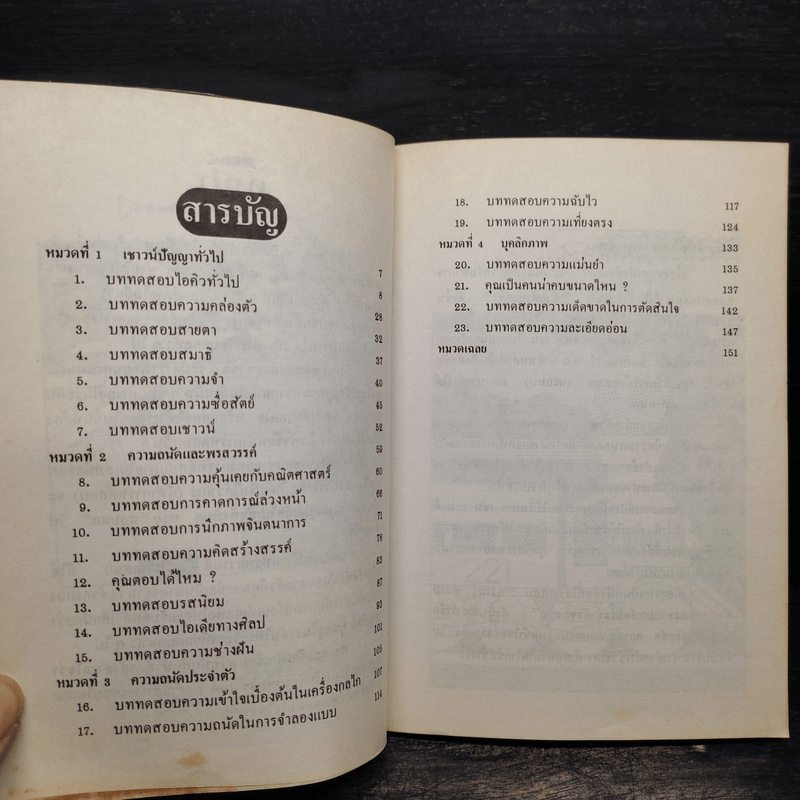 สารบัญ
หมวดที่ 1 เชาวน์ปัญญาทั่วไป 7
1. บททดสอบไอคิวทั่วไป 8
2. บททดสอบความคล่องตัว 28
3. บททดสอบสายตา 32
4. บททดสอบสมาธิ 37
5. บททดสอบความจำ 40
6. บททดสอบความซื่อสัตย์ 45
7. บททดสอบเชาวน์ 52
หมวดที่ 2 ความถนัดและพรสวรรค์ 59
8. บททดสอบความคุ้นเคยกับคณิตศาสตร์ 60
9. บททดสอบการคาดการณ์ล่วงหน้า 66
10. บททดสอบการนึกภาพจินตนาการ 71
11. บททดสอบความคิดสร้างสรรค์ 78
12. คุณตอบได้ไหม ? 83
13. บททดสอบรสนิยม 87
14. บททดสอบไอเดียทางศิลป 93
15. บททดสอบความช่างฝัน 101
หมวดที่ 3 ความถนัดประจำตัว 105
16. บททดสอบความเข้าใจเบื้องต้นในเครื่องกลไก 107
17. บททดสอบความถนัดในการจำลองแบบ 114
18. บททดสอบความฉับไว 117
19. บททดสอบความเที่ยงตรง 124
หมวดที่ 4 บุคลิกภาพ 133
20. บททดสอบความแม่นยำ 135
21. คุณเป็นคนน่าคบขนาดไหน ? 137
22. บททดสอบความเด็ดขาดในการตัดสินใจ 142
23. บททดสอบความละเอียดอ่อน 147
หมวดเฉลย 151